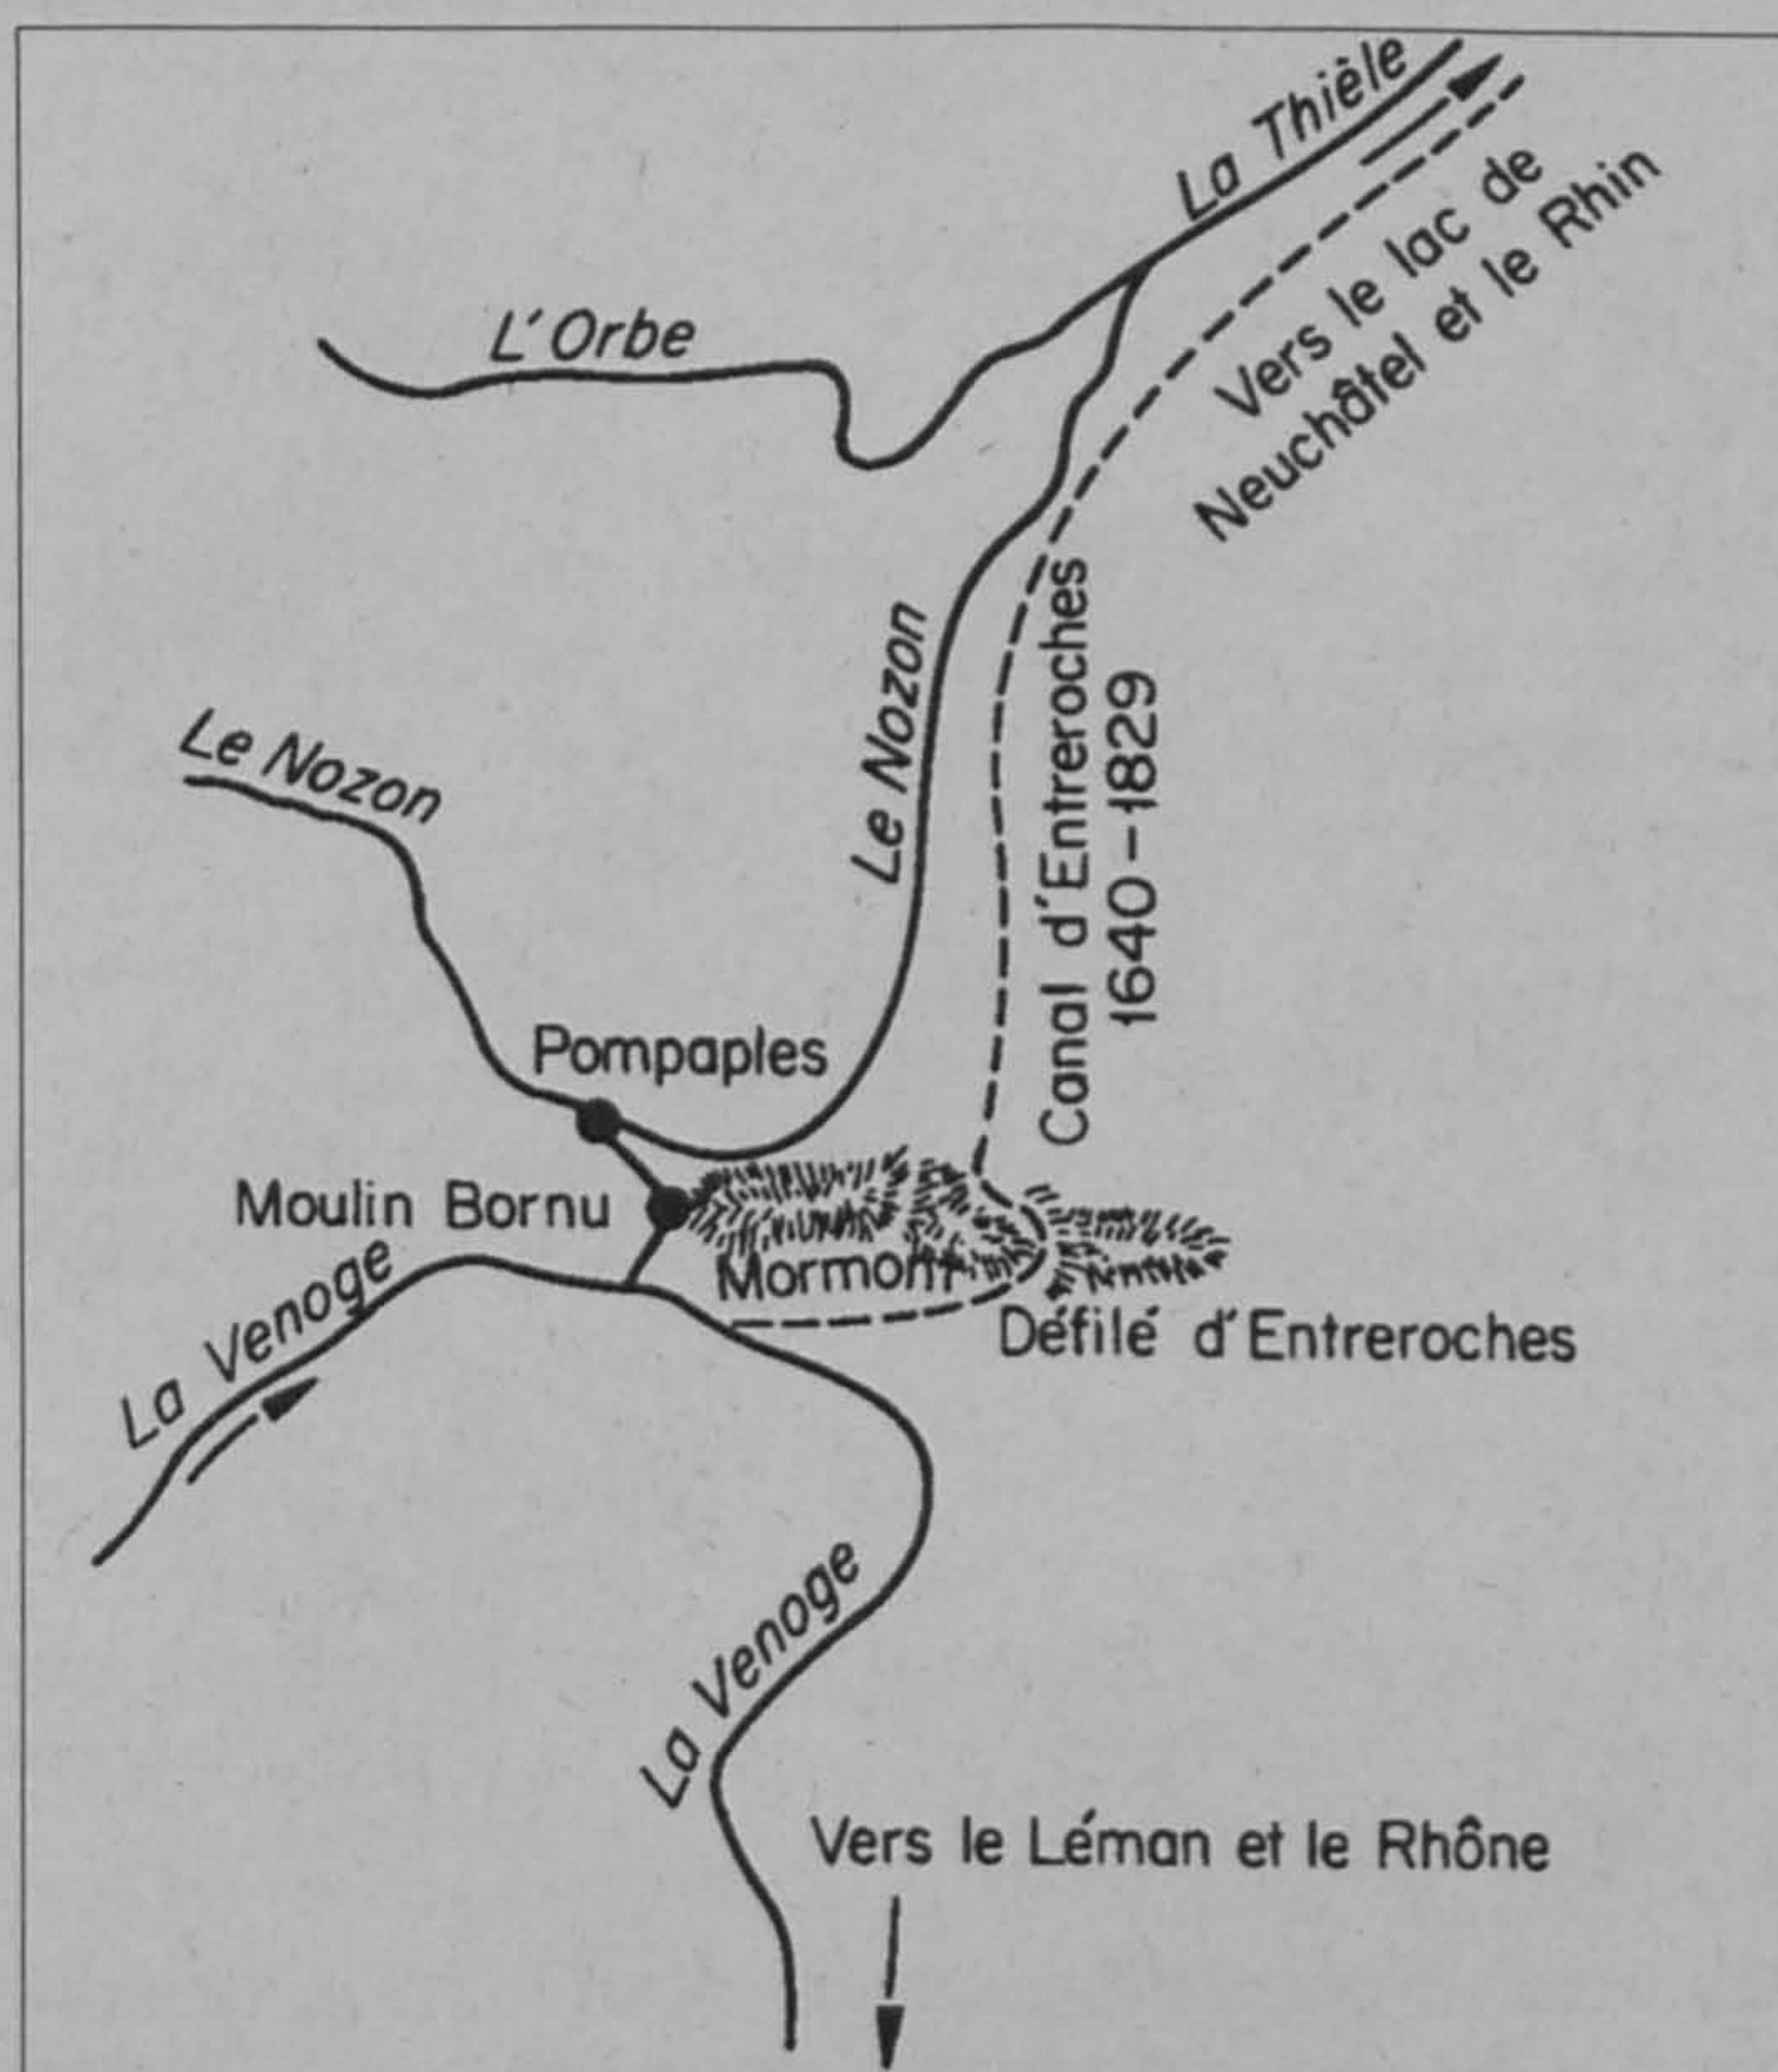 La Thièle
Vers le lac de
Neuchâtel et le Rhin
L'Orbe
Canal d'Entreroches
1640-1829
Le Nozon
Le Nozon
Pompaples
Moulin Bornu
Mormont
Défilé d'Entreroches
La Venoge
La Venoge
Vers le Léman et le Rhône